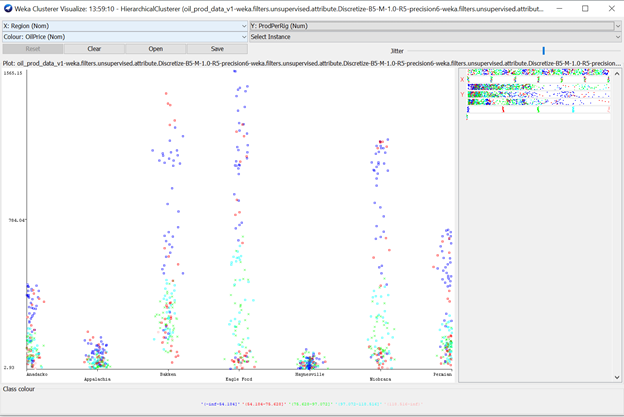 Weka Clusterer Visualize: 13:59:10 - HierarchicalClusterer (oil_prod_data_v1-weka.filters.unsupervised.attribute.Discretize-B5-M-1.0-R5-precision6-weka.filters.unsupervised.attribut...
X: Region (Nom)
Y: ProdPerRig (Num)
Colour: OilPrice (Nom)
Select Instance
Reset
Clear
Open
Save
Jitter
Plot: oil_prod_data_v1-weka.filters.unsupervised.attribute.Discretize-B5-M-1.0-R5-precision6-weka.filters.unsupervised.attribute.Discretize-B5-M-1.0-R5-precision...
1565.15
X
Y
784.04
2.93
Anadarko
Appalachia
Bakken
Eagle Ford
Haynesville
Niobrara
Permian
Class colour